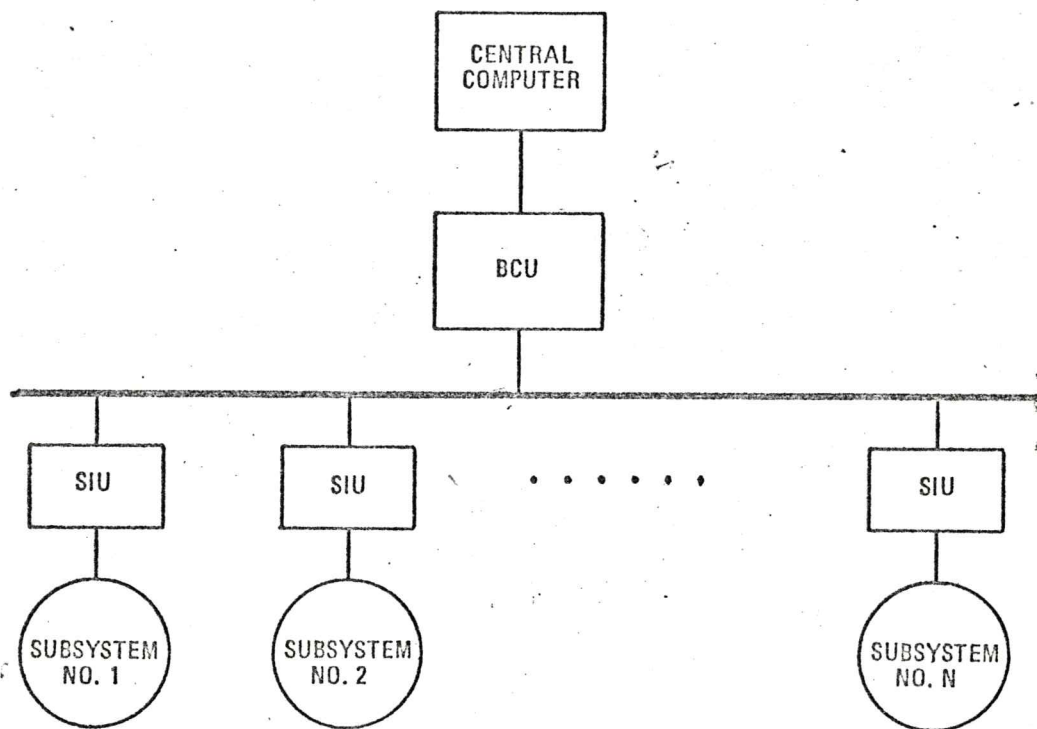 CENTRAL
COMPUTER
BCU
SIU
SIU
SIU
SUBSYSTEM
NO. 1
SUBSYSTEM
NO. 2
SUBSYSTEM
NO. N